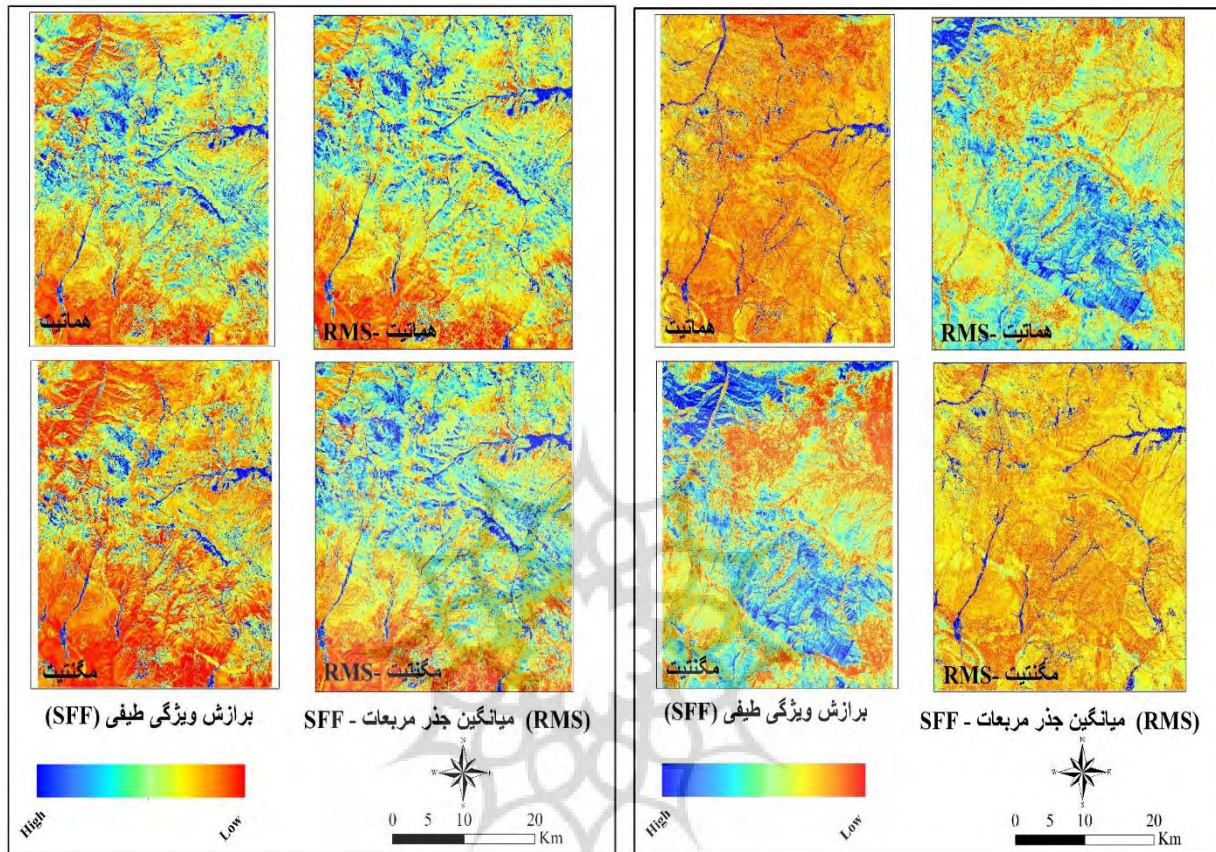 هماتیت
RMS- هماتیت
مگنتیت
RMS- مگنتیت
برازش ویژگی طیفی (SFF)
SFF - میانگین جذر مربعات (RMS)
High
Low
N
W
E
S
0 5 10 20
Km
هماتیت
RMS- هماتیت
مگنتیت
RMS- مگنتیت
برازش ویژگی طیفی (SFF)
SFF - میانگین جذر مربعات (RMS)
High
Low
N
W
E
S
0 5 10 20
Km